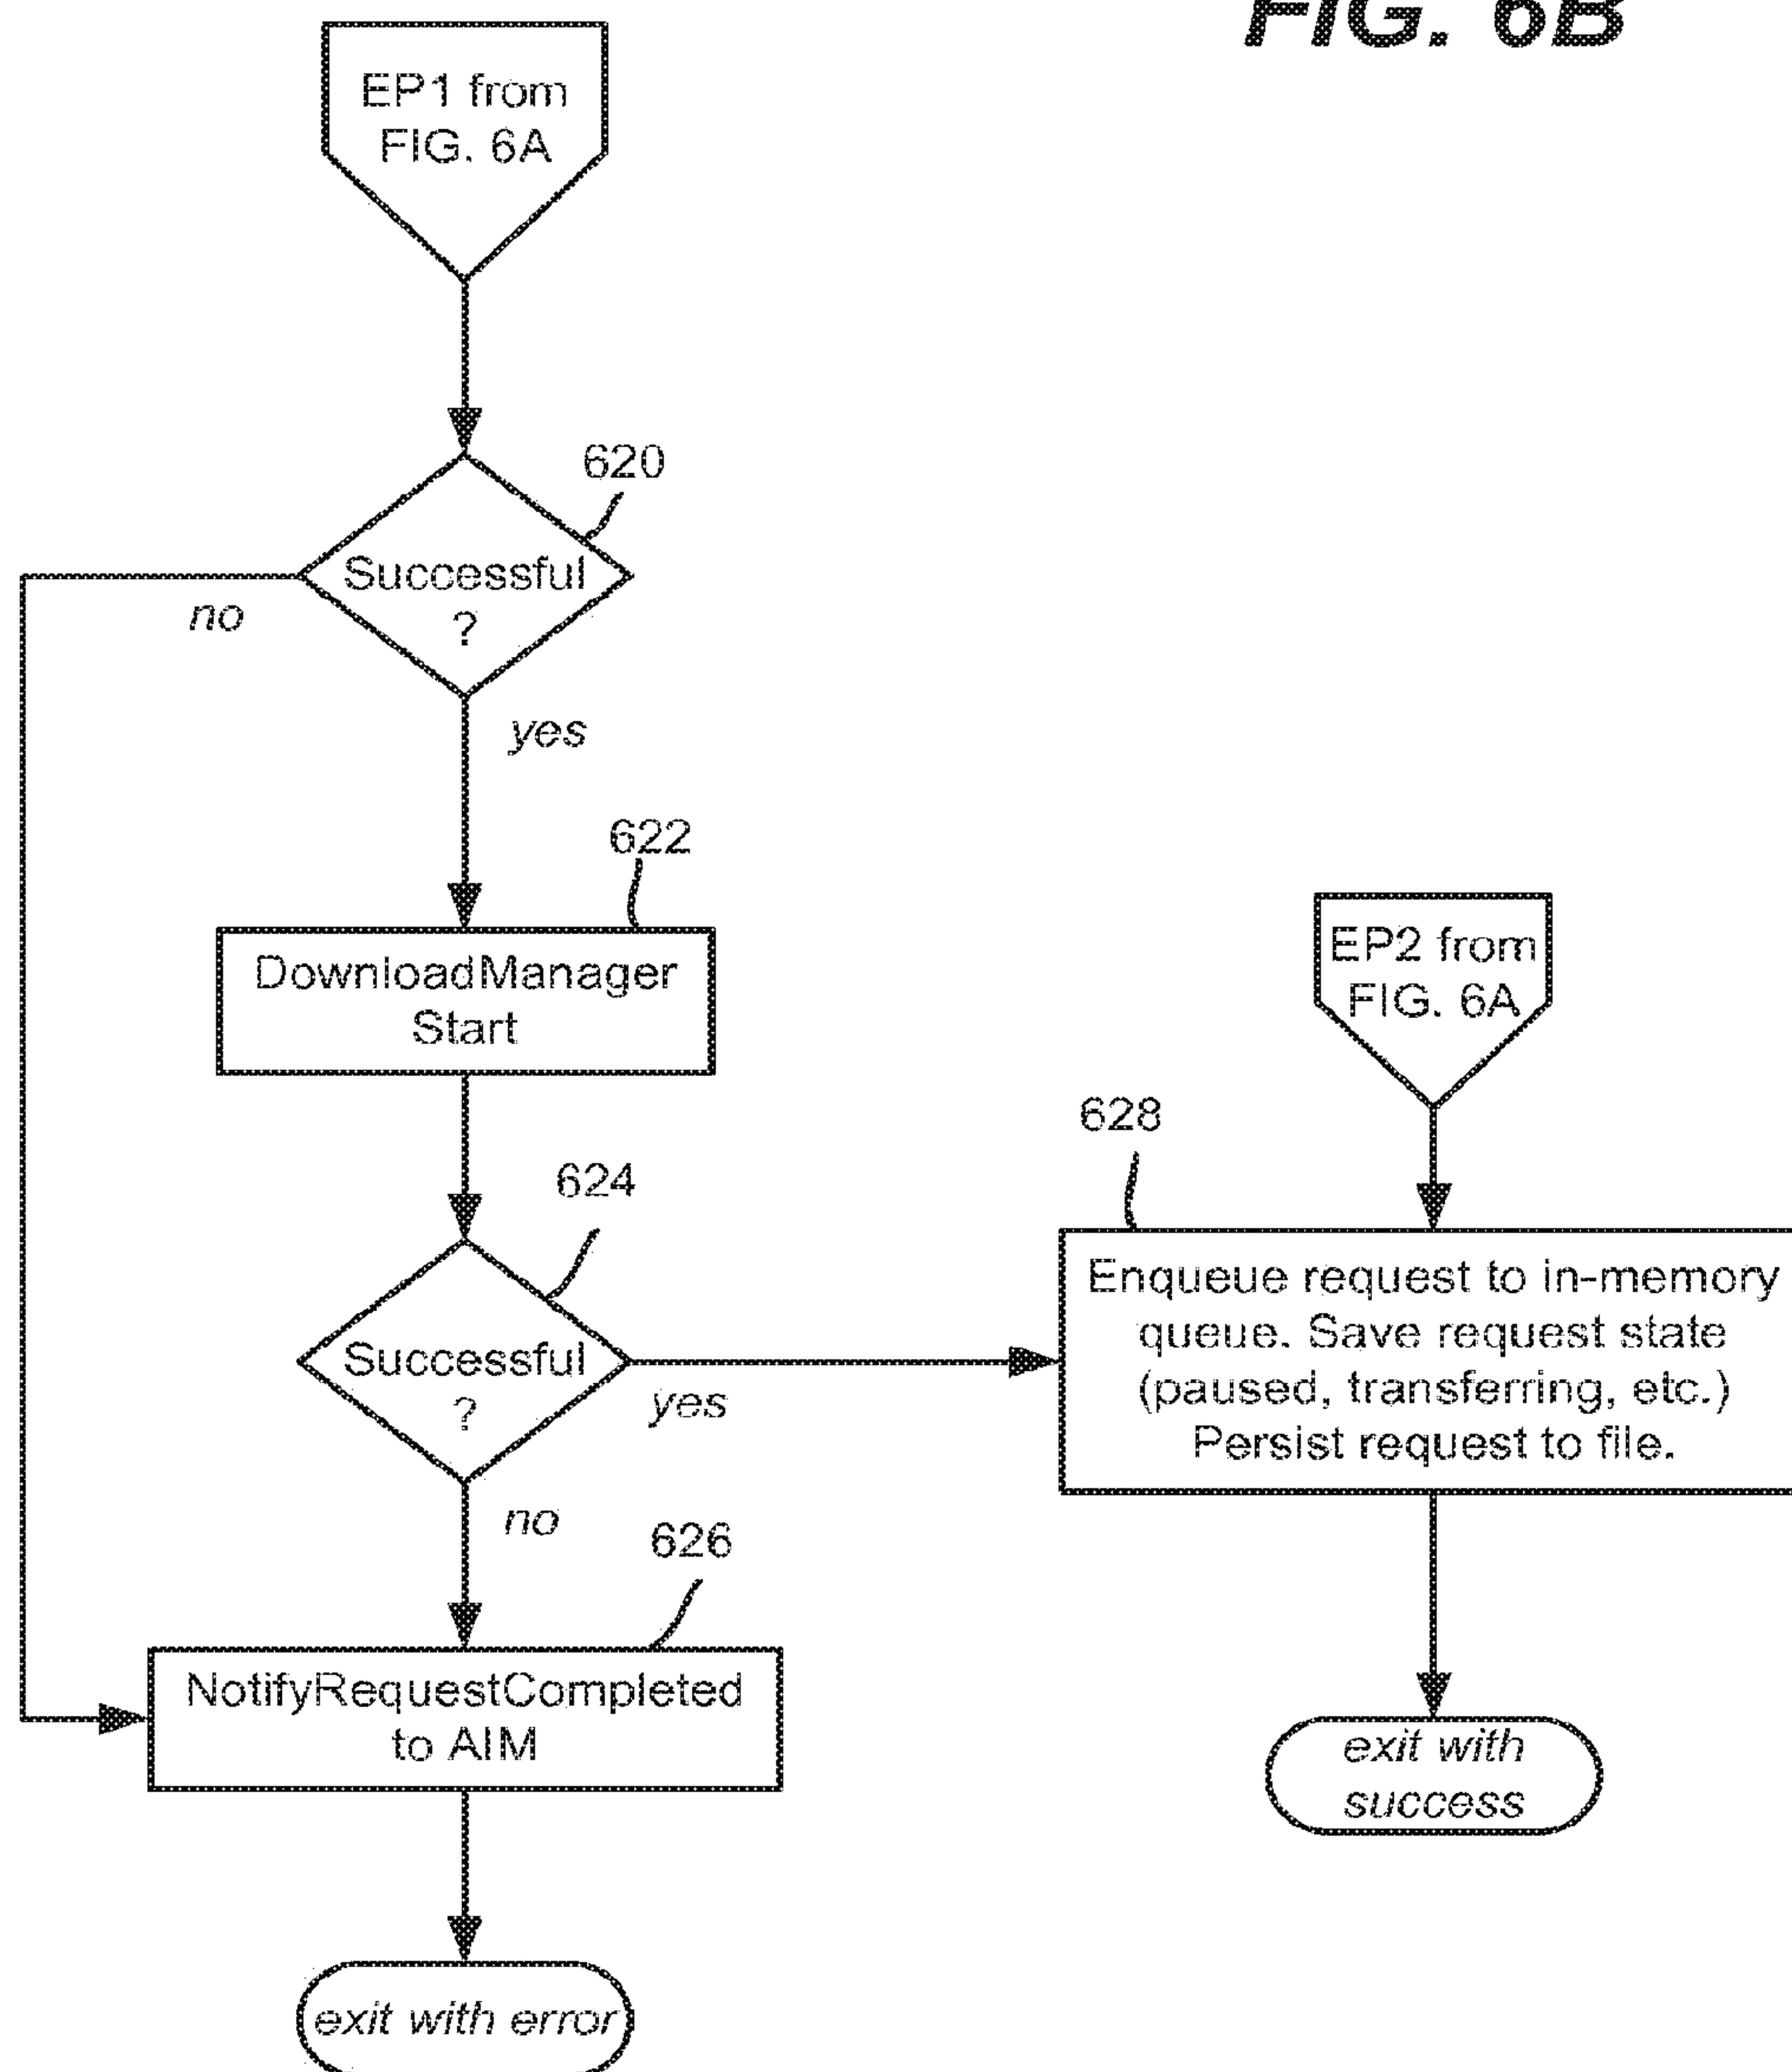 FIG. 6B
EP1 from
FIG. 6A
620
Successful
?
no
yes
622
DownloadManager
Start
624
Successful
?
yes
no
626
NotifyRequestCompleted
to AIM
exit with error
EP2 from
FIG. 6A
628
Enqueue request to in-memory
queue. Save request state
(paused, transferring, etc.)
Persist request to file.
exit with
success